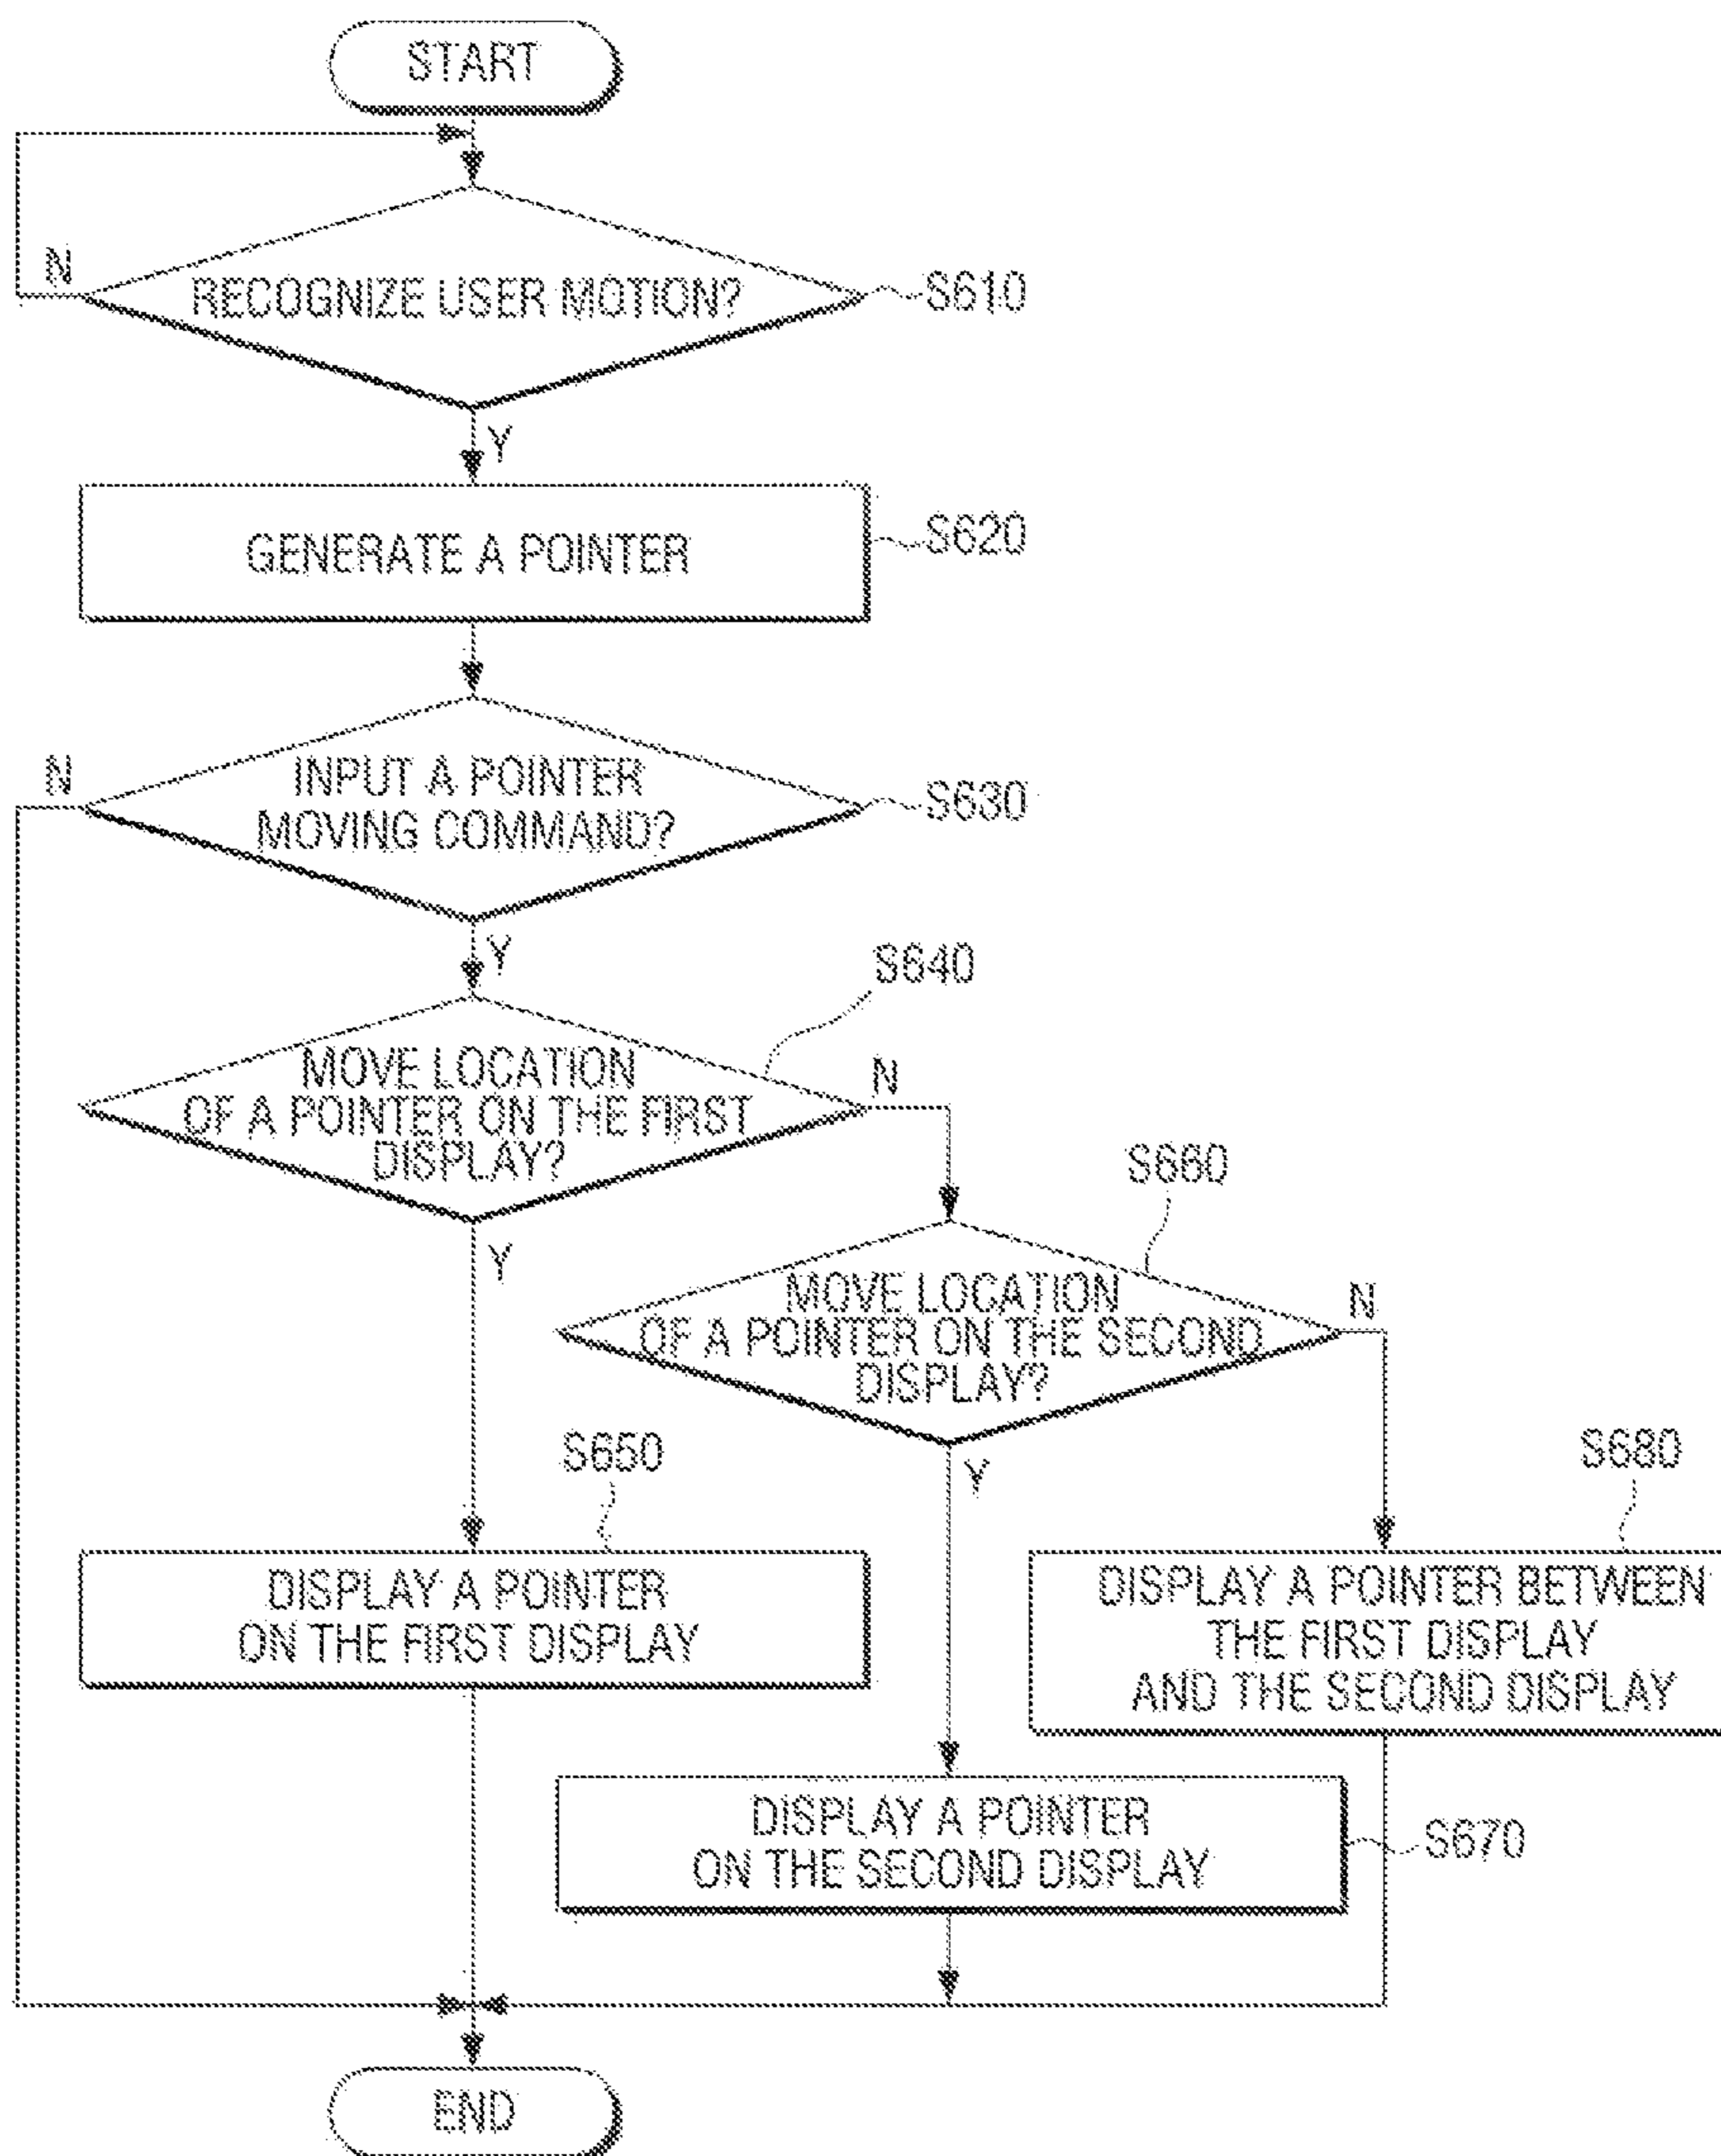 START
N
RECOGNIZE USER MOTION?
S610
Y
GENERATE A POINTER
S620
N
INPUT A POINTER
MOVING COMMAND?
S630
Y
S640
MOVE LOCATION
OF A POINTER ON THE FIRST
DISPLAY?
N
Y
S660
MOVE LOCATION
OF A POINTER ON THE SECOND
DISPLAY?
N
Y
S650
DISPLAY A POINTER
ON THE FIRST DISPLAY
S680
DISPLAY A POINTER BETWEEN
THE FIRST DISPLAY
AND THE SECOND DISPLAY
DISPLAY A POINTER
ON THE SECOND DISPLAY
S670
END